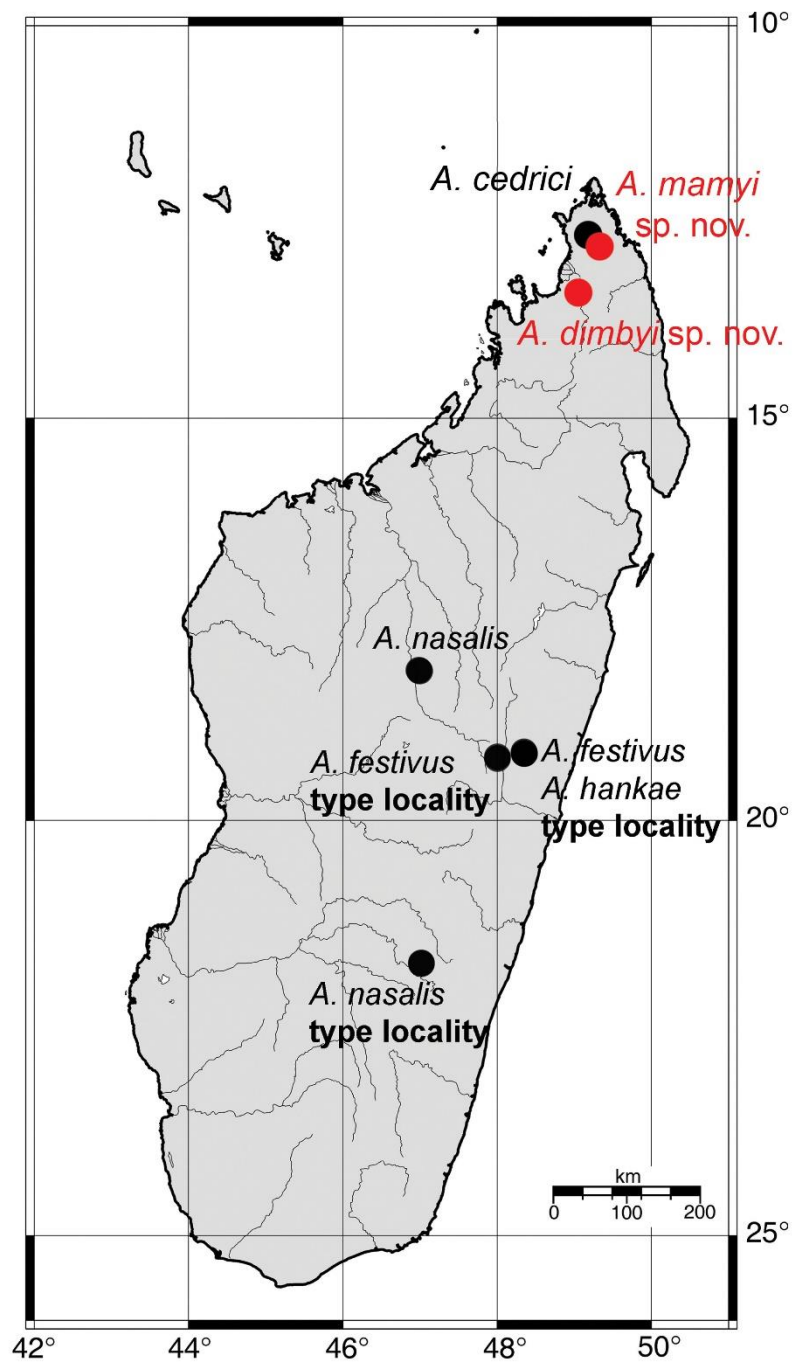 10°
A. cedrici
A. mamyi
sp. nov.
A. dimbyi sp. nov.
15°
A. nasalis
A. festivus
type locality
A. festivus
A. hankae
type locality
20°
A. nasalis
type locality
km
0 100 200
25°
42° 44° 46° 48° 50°